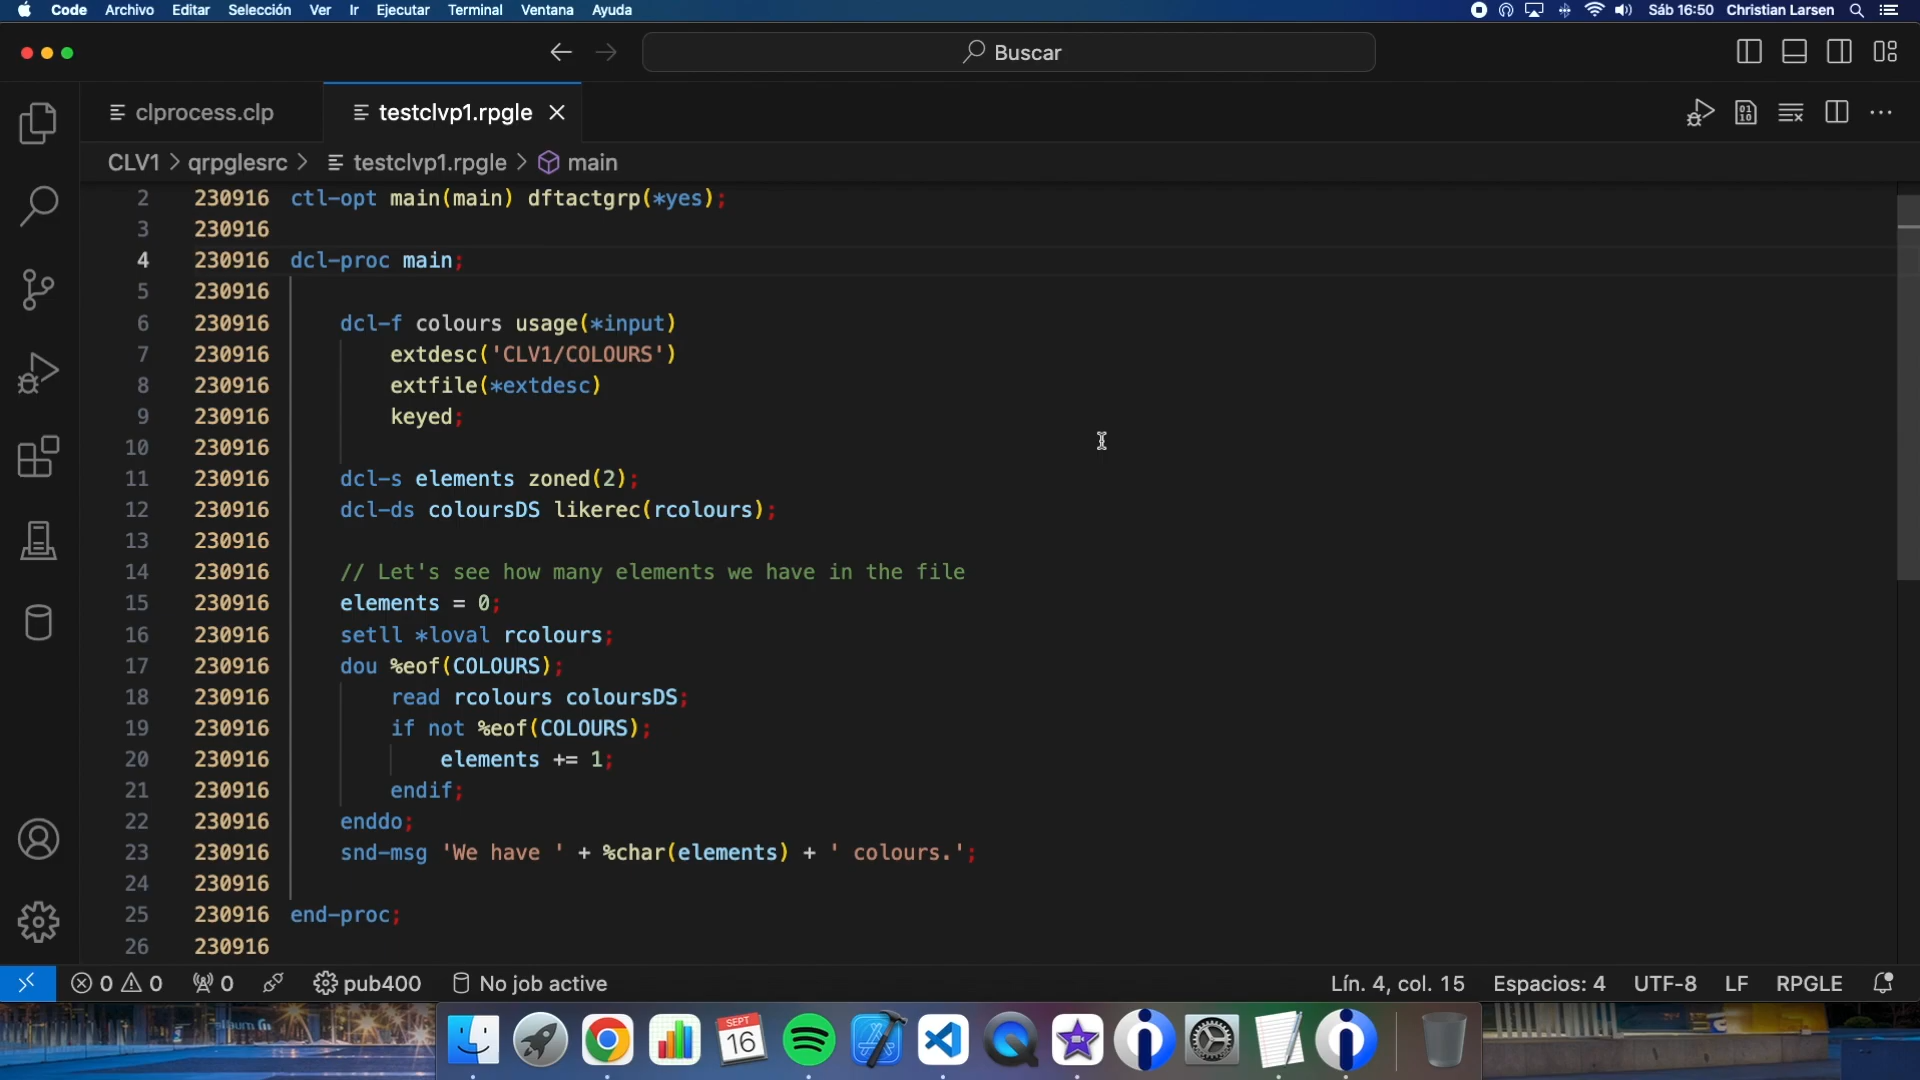 Code Archivo Editar Selección Ver Ir Ejecutar Terminal Ventana Ayuda Sáb 16:50 Christian Larsen
Buscar
clprocess.clp testclvp1.rpgle
CLV1 > qrpglesrc > testclvp1.rpgle > main
2 230916 ctl-opt main(main) dftactgrp(*yes);
3 230916
4 230916 dcl-proc main;
5 230916
6 230916 dcl-f colours usage(*input)
7 230916 extdesc('CLV1/COLOURS')
8 230916 extfile(*extdesc)
9 230916 keyed;
10 230916
11 230916 dcl-s elements zoned(2);
12 230916 dcl-ds coloursDS likerec(rcolours);
13 230916
14 230916 // Let's see how many elements we have in the file
15 230916 elements = 0;
16 230916 setll *loval rcolours;
17 230916 dou %eof(COLOURS);
18 230916 read rcolours coloursDS;
19 230916 if not %eof(COLOURS);
20 230916 elements += 1;
21 230916 endif;
22 230916 enddo;
23 230916 snd-msg 'We have ' + %char(elements) + ' colours.';
24 230916
25 230916 end-proc;
26 230916
0 0 0 pub400 No job active Lín. 4, col. 15 Espacios: 4 UTF-8 LF RPGLE
SEPT
16